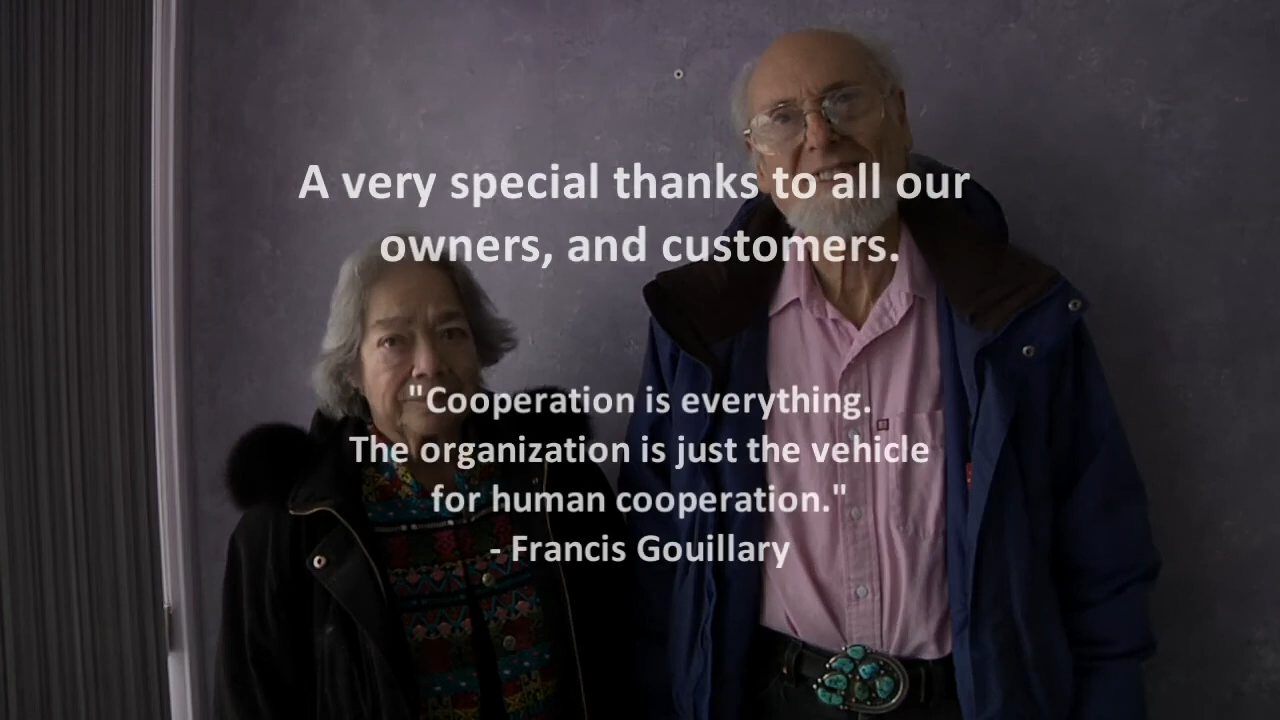 A very special thanks to all our
owners, and customers.
"Cooperation is everything.
The organization is just the vehicle
for human cooperation."
- Francis Gouillary